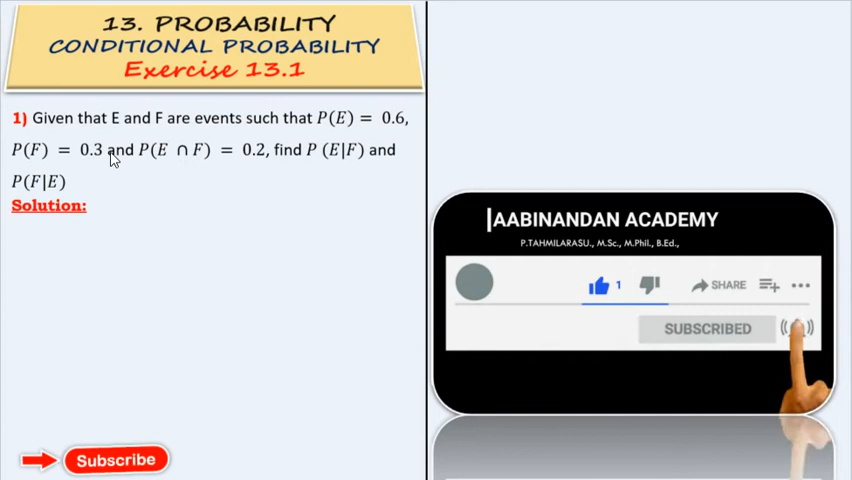 13. PROBABILITY
CONDITIONAL PROBABILITY
Exercise 13.1
1) Given that E and F are events such that P(E) = 0.6,
P(F) = 0.3 and P(E ∩ F) = 0.2, find P (E|F) and
P(F|E)
Solution:
AABINANDAN ACADEMY
P.TAHMILARASU., M.Sc., M.Phil., B.Ed.,
1
SHARE
SUBSCRIBED
Subscribe